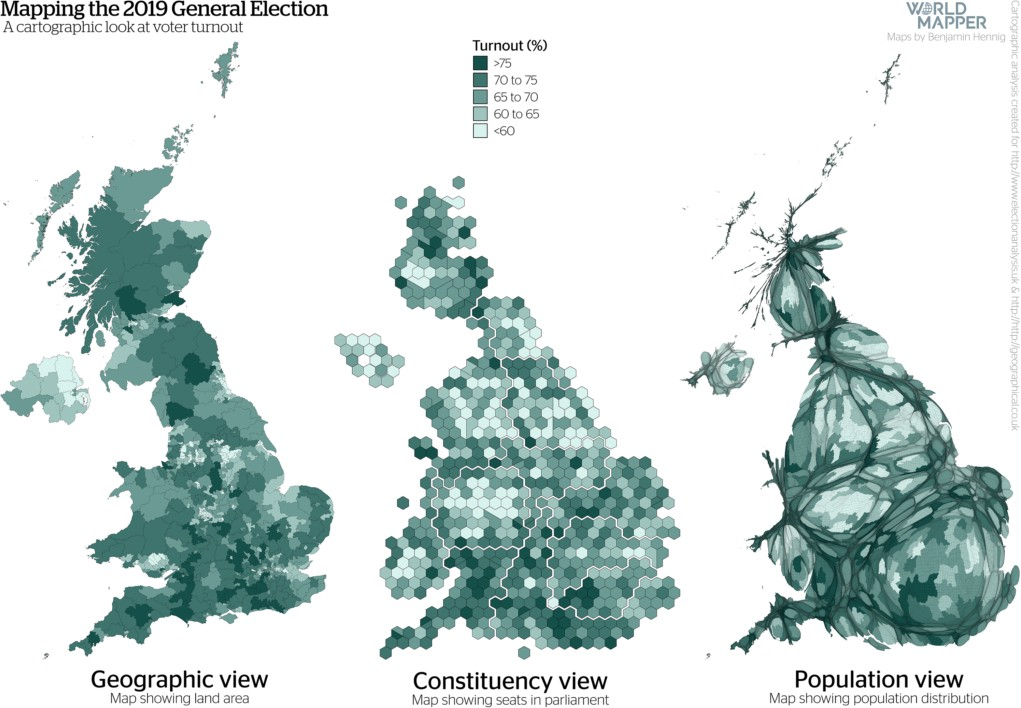 Mapping the 2019 General Election
A cartographic look at voter turnout
WORLD
MAPPER
Maps by Benjamin Hennig
Cartographic analysis created for http://www.electionanalysis.uk & http://http://geographical.co.uk
Turnout (%)
>75
70 to 75
65 to 70
60 to 65
<60
Geographic view
Map showing land area
Constituency view
Map showing seats in parliament
Population view
Map showing population distribution